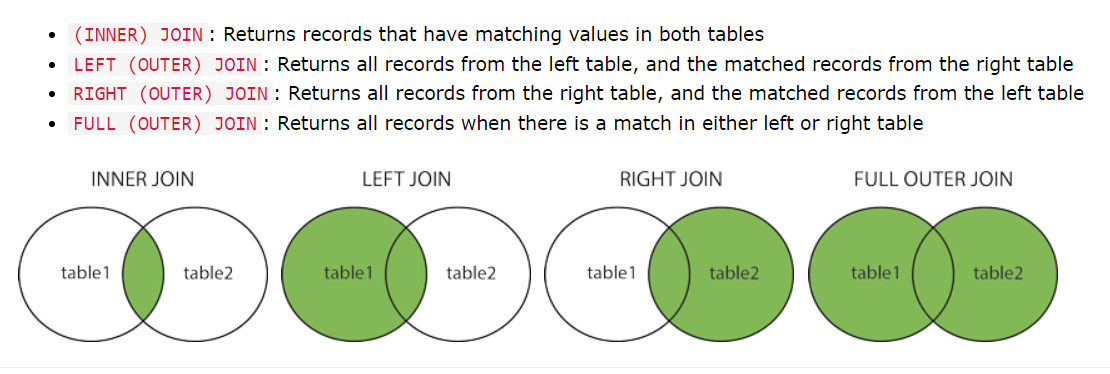 (INNER) JOIN: Returns records that have matching values in both tables
LEFT (OUTER) JOIN: Returns all records from the left table, and the matched records from the right table
RIGHT (OUTER) JOIN: Returns all records from the right table, and the matched records from the left table
FULL (OUTER) JOIN: Returns all records when there is a match in either left or right table
INNER JOIN LEFT JOIN RIGHT JOIN FULL OUTER JOIN
table1 table2 table1 table2 table1 table2 table1 table2